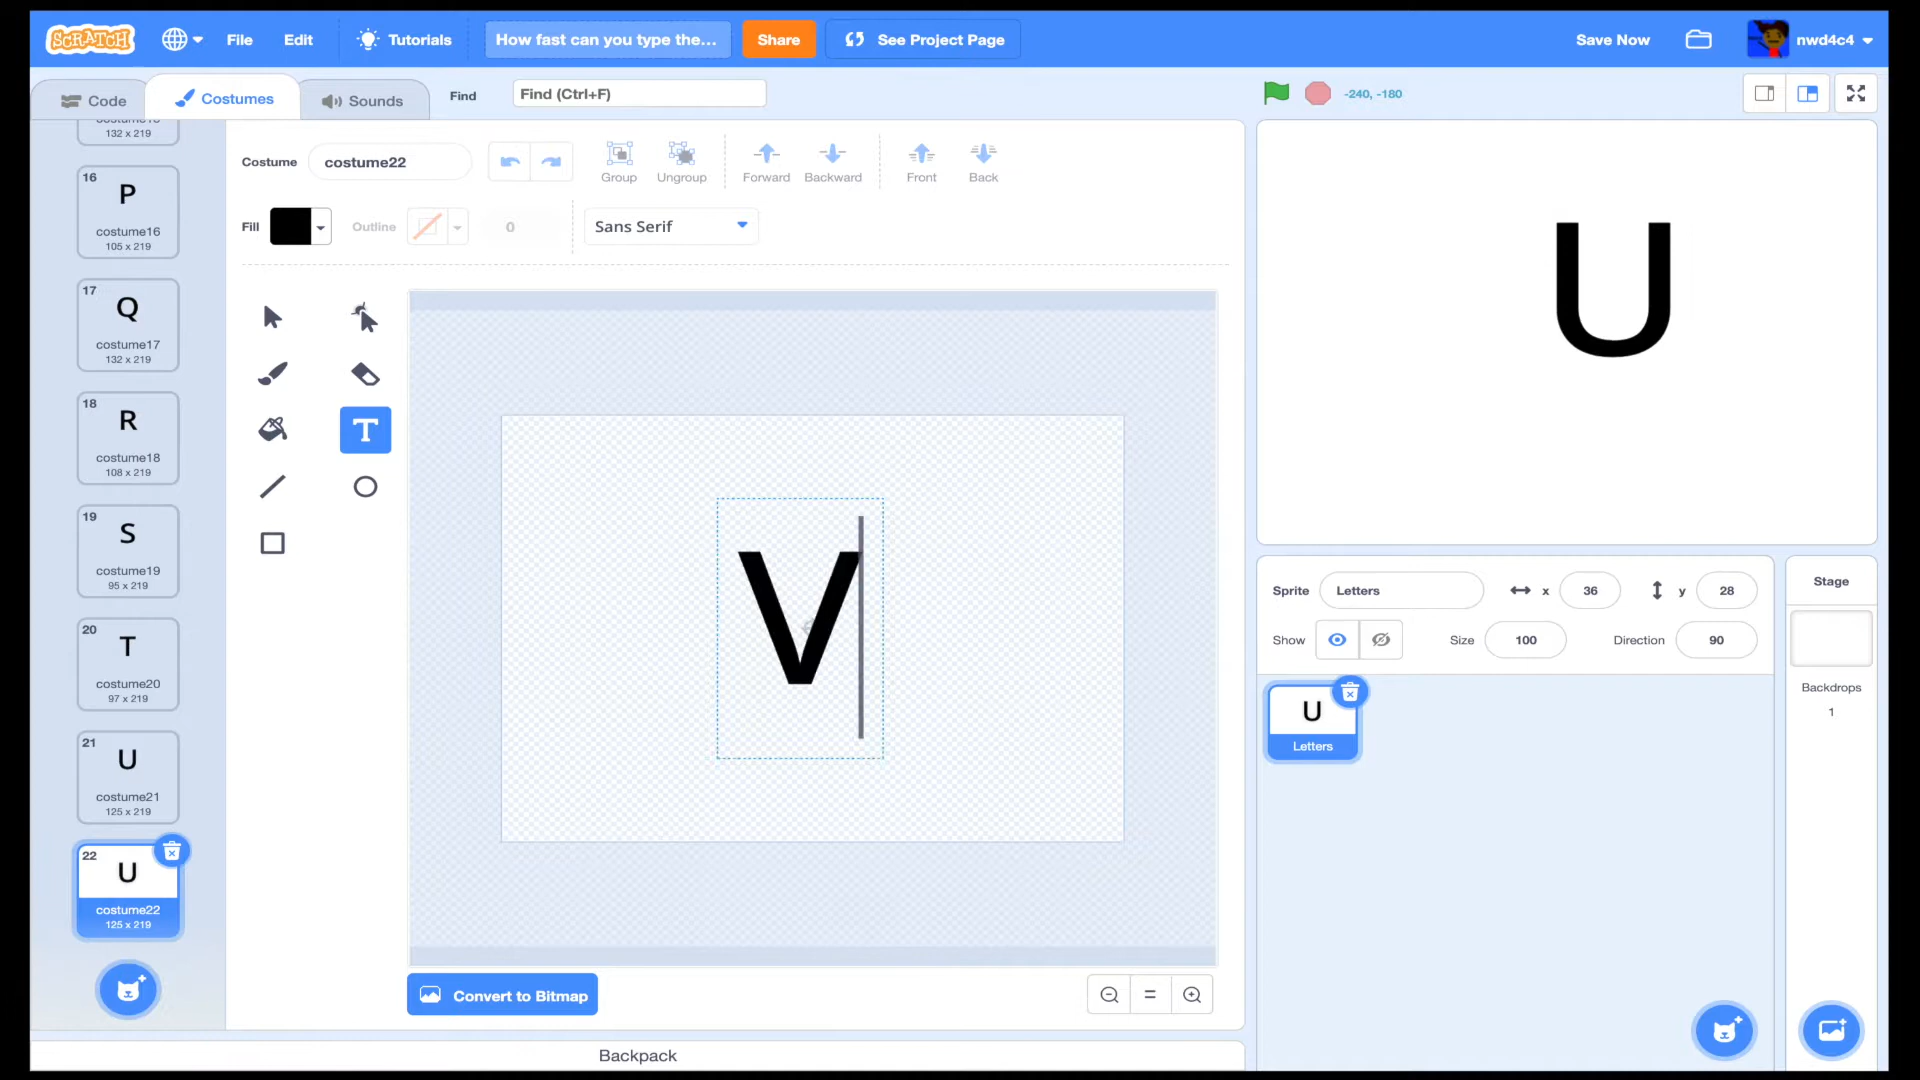 SCRATCH
File
Edit
Tutorials
How fast can you type the...
Share
See Project Page
Save Now
nwd4c4
Code
Costumes
Sounds
Find
Find (Ctrl+F)
-240, -180
132 x 219
16
P
costume16
105 x 219
17
Q
costume17
132 x 219
18
R
costume18
108 x 219
19
S
costume19
95 x 219
20
T
costume20
97 x 219
21
U
costume21
125 x 219
22
U
costume22
125 x 219
Costume
costume22
Group
Ungroup
Forward
Backward
Front
Back
Fill
Outline
0
Sans Serif
T
V
Convert to Bitmap
Backpack
U
Sprite
Letters
x
36
y
28
Show
Size
100
Direction
90
U
Letters
Stage
Backdrops
1